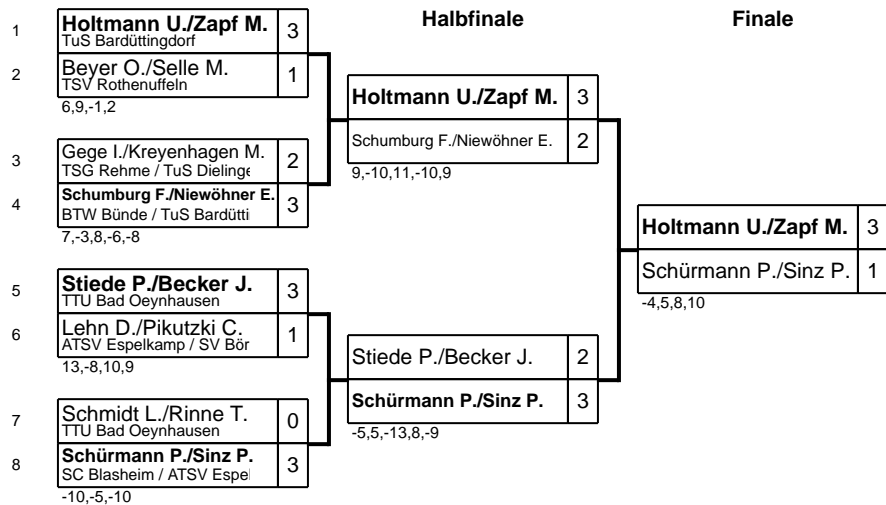 Halbfinale
Finale
1
Holtmann U./Zapf M.
3
TuS Bardüttingdorf
2
Beyer O./Selle M.
1
TSV Rothenuffeln
6,9,-1,2
3
Gege I./Kreyenhagen M.
2
TSG Rehme / TuS Dielinge
4
Schumburg F./Niewöhner E.
3
BTW Bünde / TuS Bardütti
7,-3,8,-6,-8
5
Stiede P./Becker J.
3
TTU Bad Oeynhausen
6
Lehn D./Pikutzki C.
1
ATSV Espelkamp / SV Bör
13,-8,10,9
7
Schmidt L./Rinne T.
0
TTU Bad Oeynhausen
8
Schürmann P./Sinz P.
3
SC Blasheim / ATSV Espel
-10,-5,-10
Holtmann U./Zapf M.
3
Schumburg F./Niewöhner E.
2
9,-10,11,-10,9
Stiede P./Becker J.
2
Schürmann P./Sinz P.
3
-5,5,-13,8,-9
Holtmann U./Zapf M.
3
Schürmann P./Sinz P.
1
-4,5,8,10